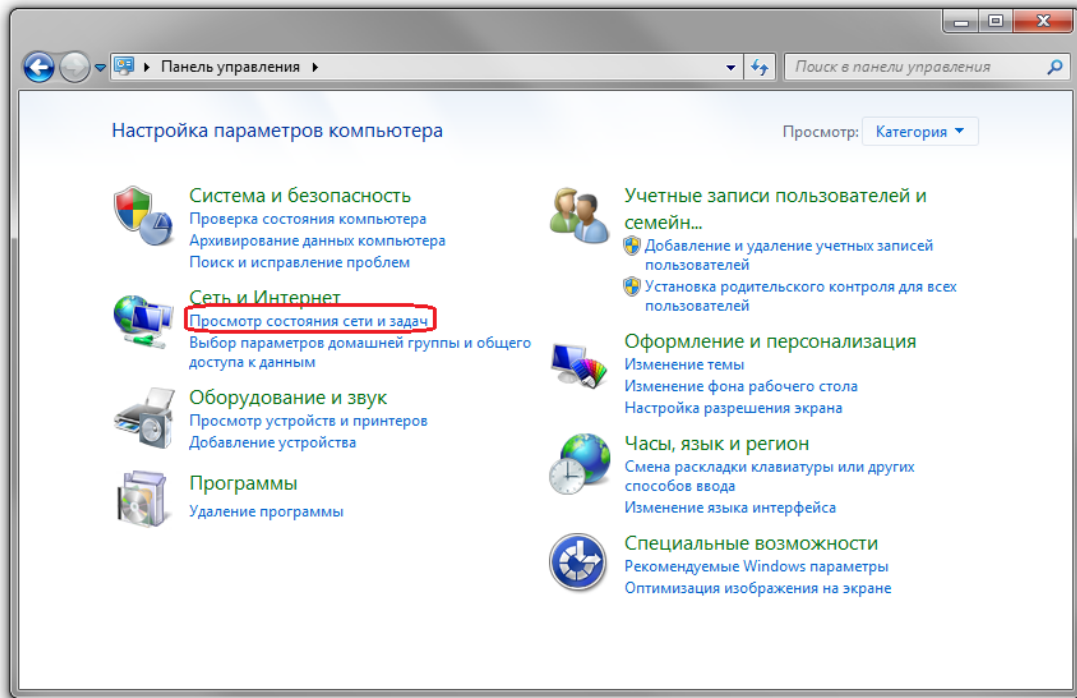 Панель управления
Поиск в панели управления
Настройка параметров компьютера
Просмотр: Категория
Система и безопасность
Проверка состояния компьютера
Архивирование данных компьютера
Поиск и исправление проблем
Сеть и Интернет
Просмотр состояния сети и задач
Выбор параметров домашней группы и общего
доступа к данным
Оборудование и звук
Просмотр устройств и принтеров
Добавление устройства
Программы
Удаление программы
Учетные записи пользователей и
семейн...
Добавление и удаление учетных записей
пользователей
Установка родительского контроля для всех
пользователей
Оформление и персонализация
Изменение темы
Изменение фона рабочего стола
Настройка разрешения экрана
Часы, язык и регион
Смена раскладки клавиатуры или других
способов ввода
Изменение языка интерфейса
Специальные возможности
Рекомендуемые Windows параметры
Оптимизация изображения на экране